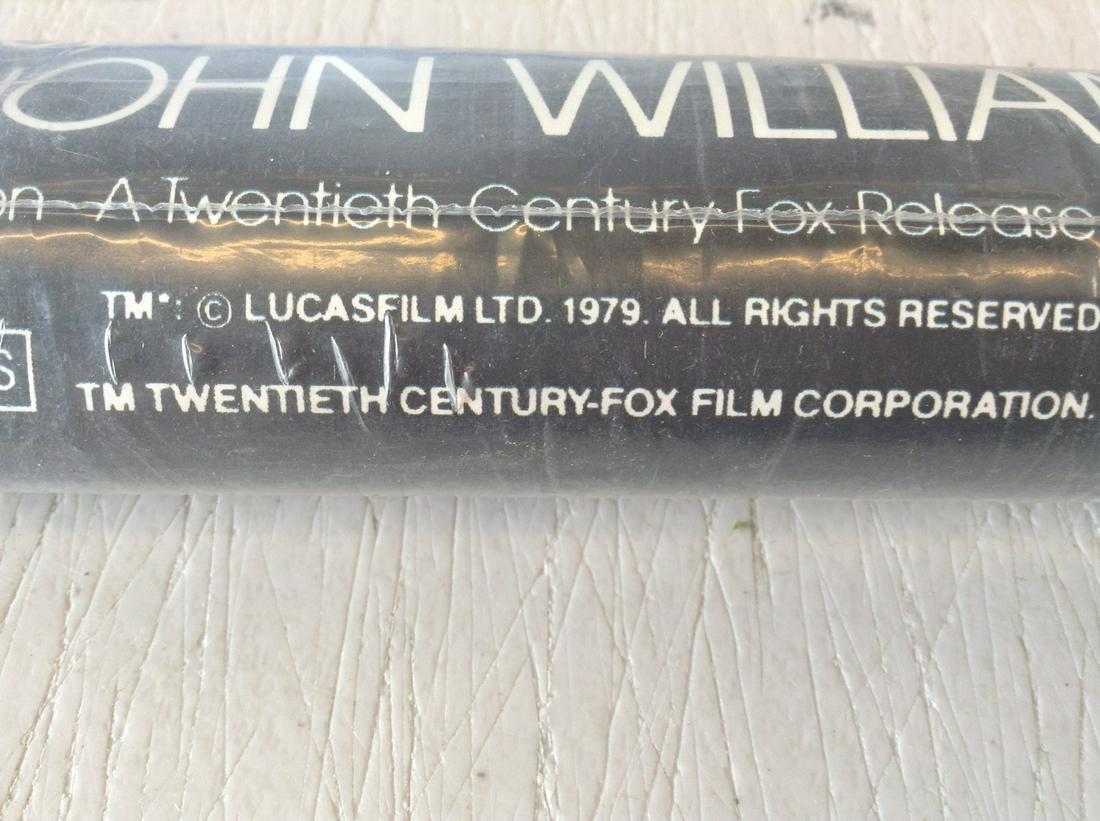 JOHN WILLIA
on A Twentieth Century Fox Release
TM*: © LUCASFILM LTD. 1979. ALL RIGHTS RESERVED
S
TM TWENTIETH CENTURY-FOX FILM CORPORATION.